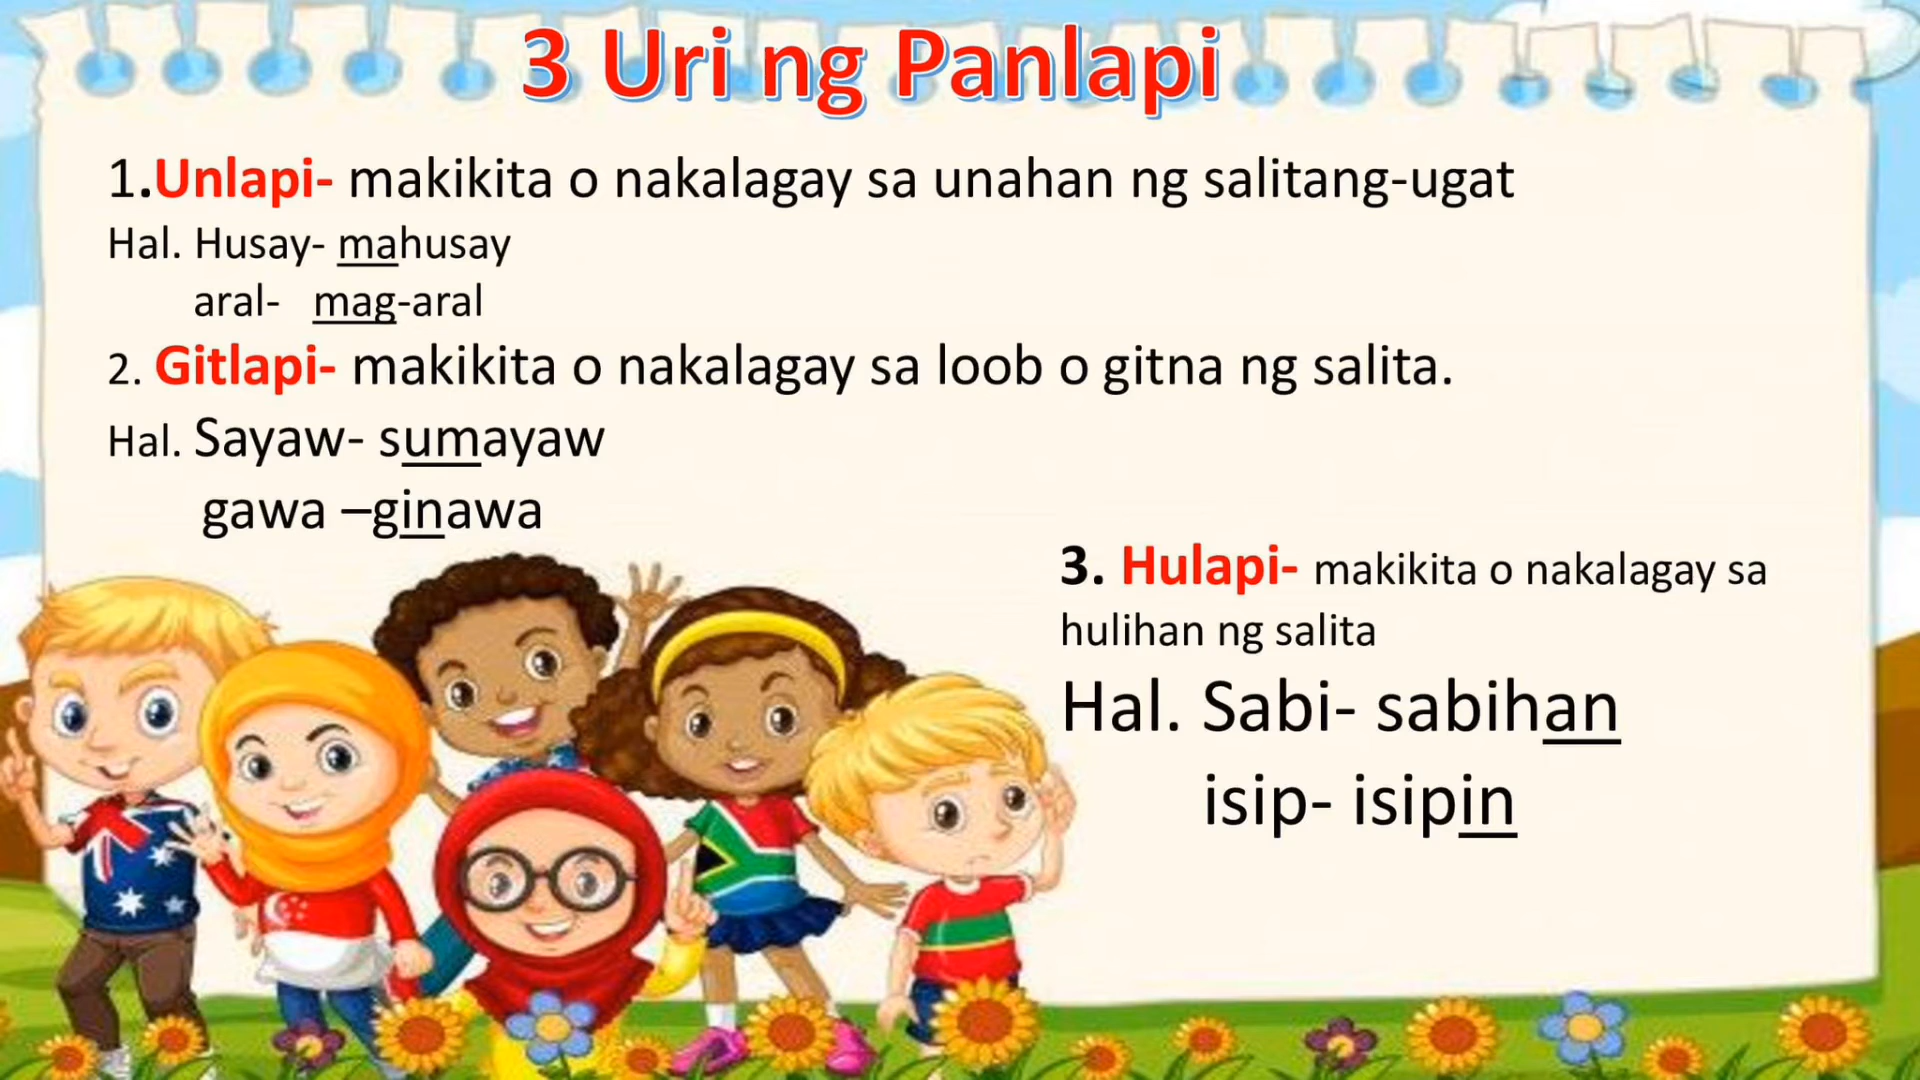 3 Uri ng Panlapi
1.Unlapi- makikita o nakalagay sa unahan ng salitang-ugat
Hal. Husay- mahusay
aral- mag-aral
2. Gitlapi- makikita o nakalagay sa loob o gitna ng salita.
Hal. Sayaw- sumayaw
gawa –ginawa
3. Hulapi- makikita o nakalagay sa
hulihan ng salita
Hal. Sabi- sabihan
isip- isipin